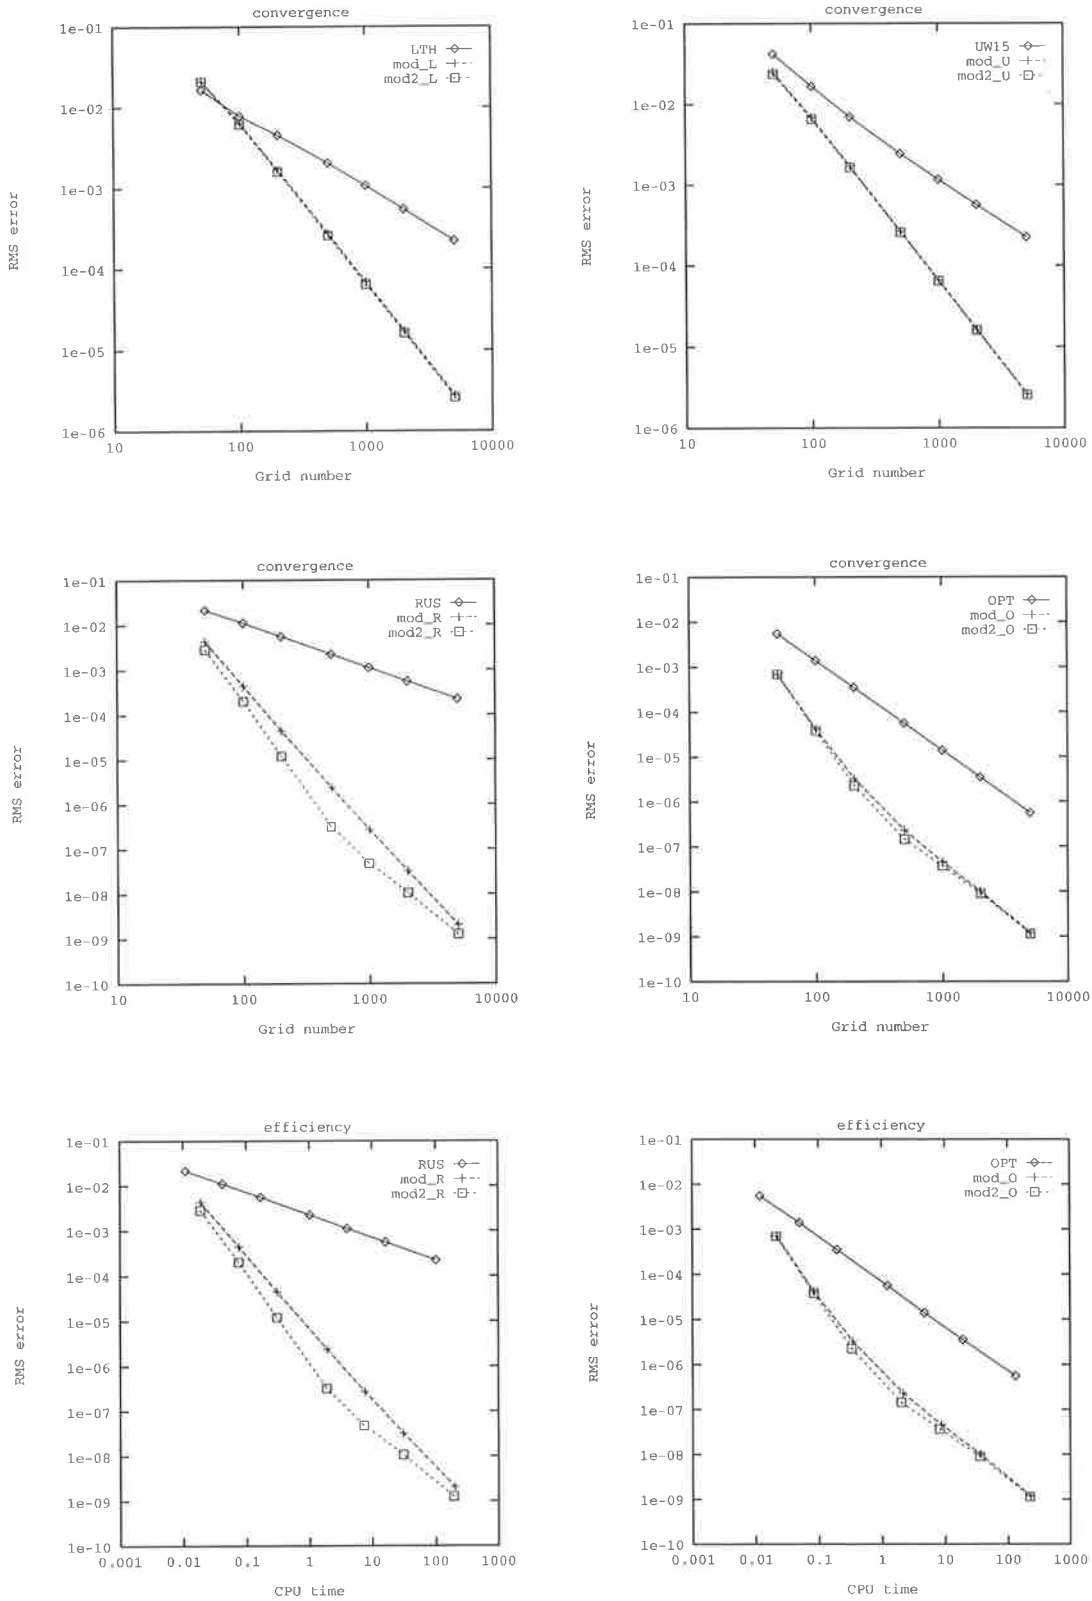 convergence
1e-01
1e-02
1e-03
1e-04
1e-05
1e-06
LTH
mod_L
mod2_L
RMS error
10
100
1000
10000
Grid number
convergence
1e-01
1e-02
1e-03
1e-04
1e-05
1e-06
UW15
mod_U
mod2_U
RMS error
10
100
1000
10000
Grid number
convergence
1e-01
1e-02
1e-03
1e-04
1e-05
1e-06
1e-07
1e-08
1e-09
1e-10
RUS
mod_R
mod2_R
RMS error
10
100
1000
10000
Grid number
convergence
1e-01
1e-02
1e-03
1e-04
1e-05
1e-06
1e-07
1e-08
1e-09
1e-10
OPT
mod_O
mod2_O
RMS error
10
100
1000
10000
Grid number
efficiency
1e-01
1e-02
1e-03
1e-04
1e-05
1e-06
1e-07
1e-08
1e-09
1e-10
RUS
mod_R
mod2_R
RMS error
0.001
0.01
0.1
1
10
100
1000
CPU time
efficiency
1e-01
1e-02
1e-03
1e-04
1e-05
1e-06
1e-07
1e-08
1e-09
1e-10
OPT
mod_O
mod2_O
RMS error
0.001
0.01
0.1
1
10
100
1000
CPU time